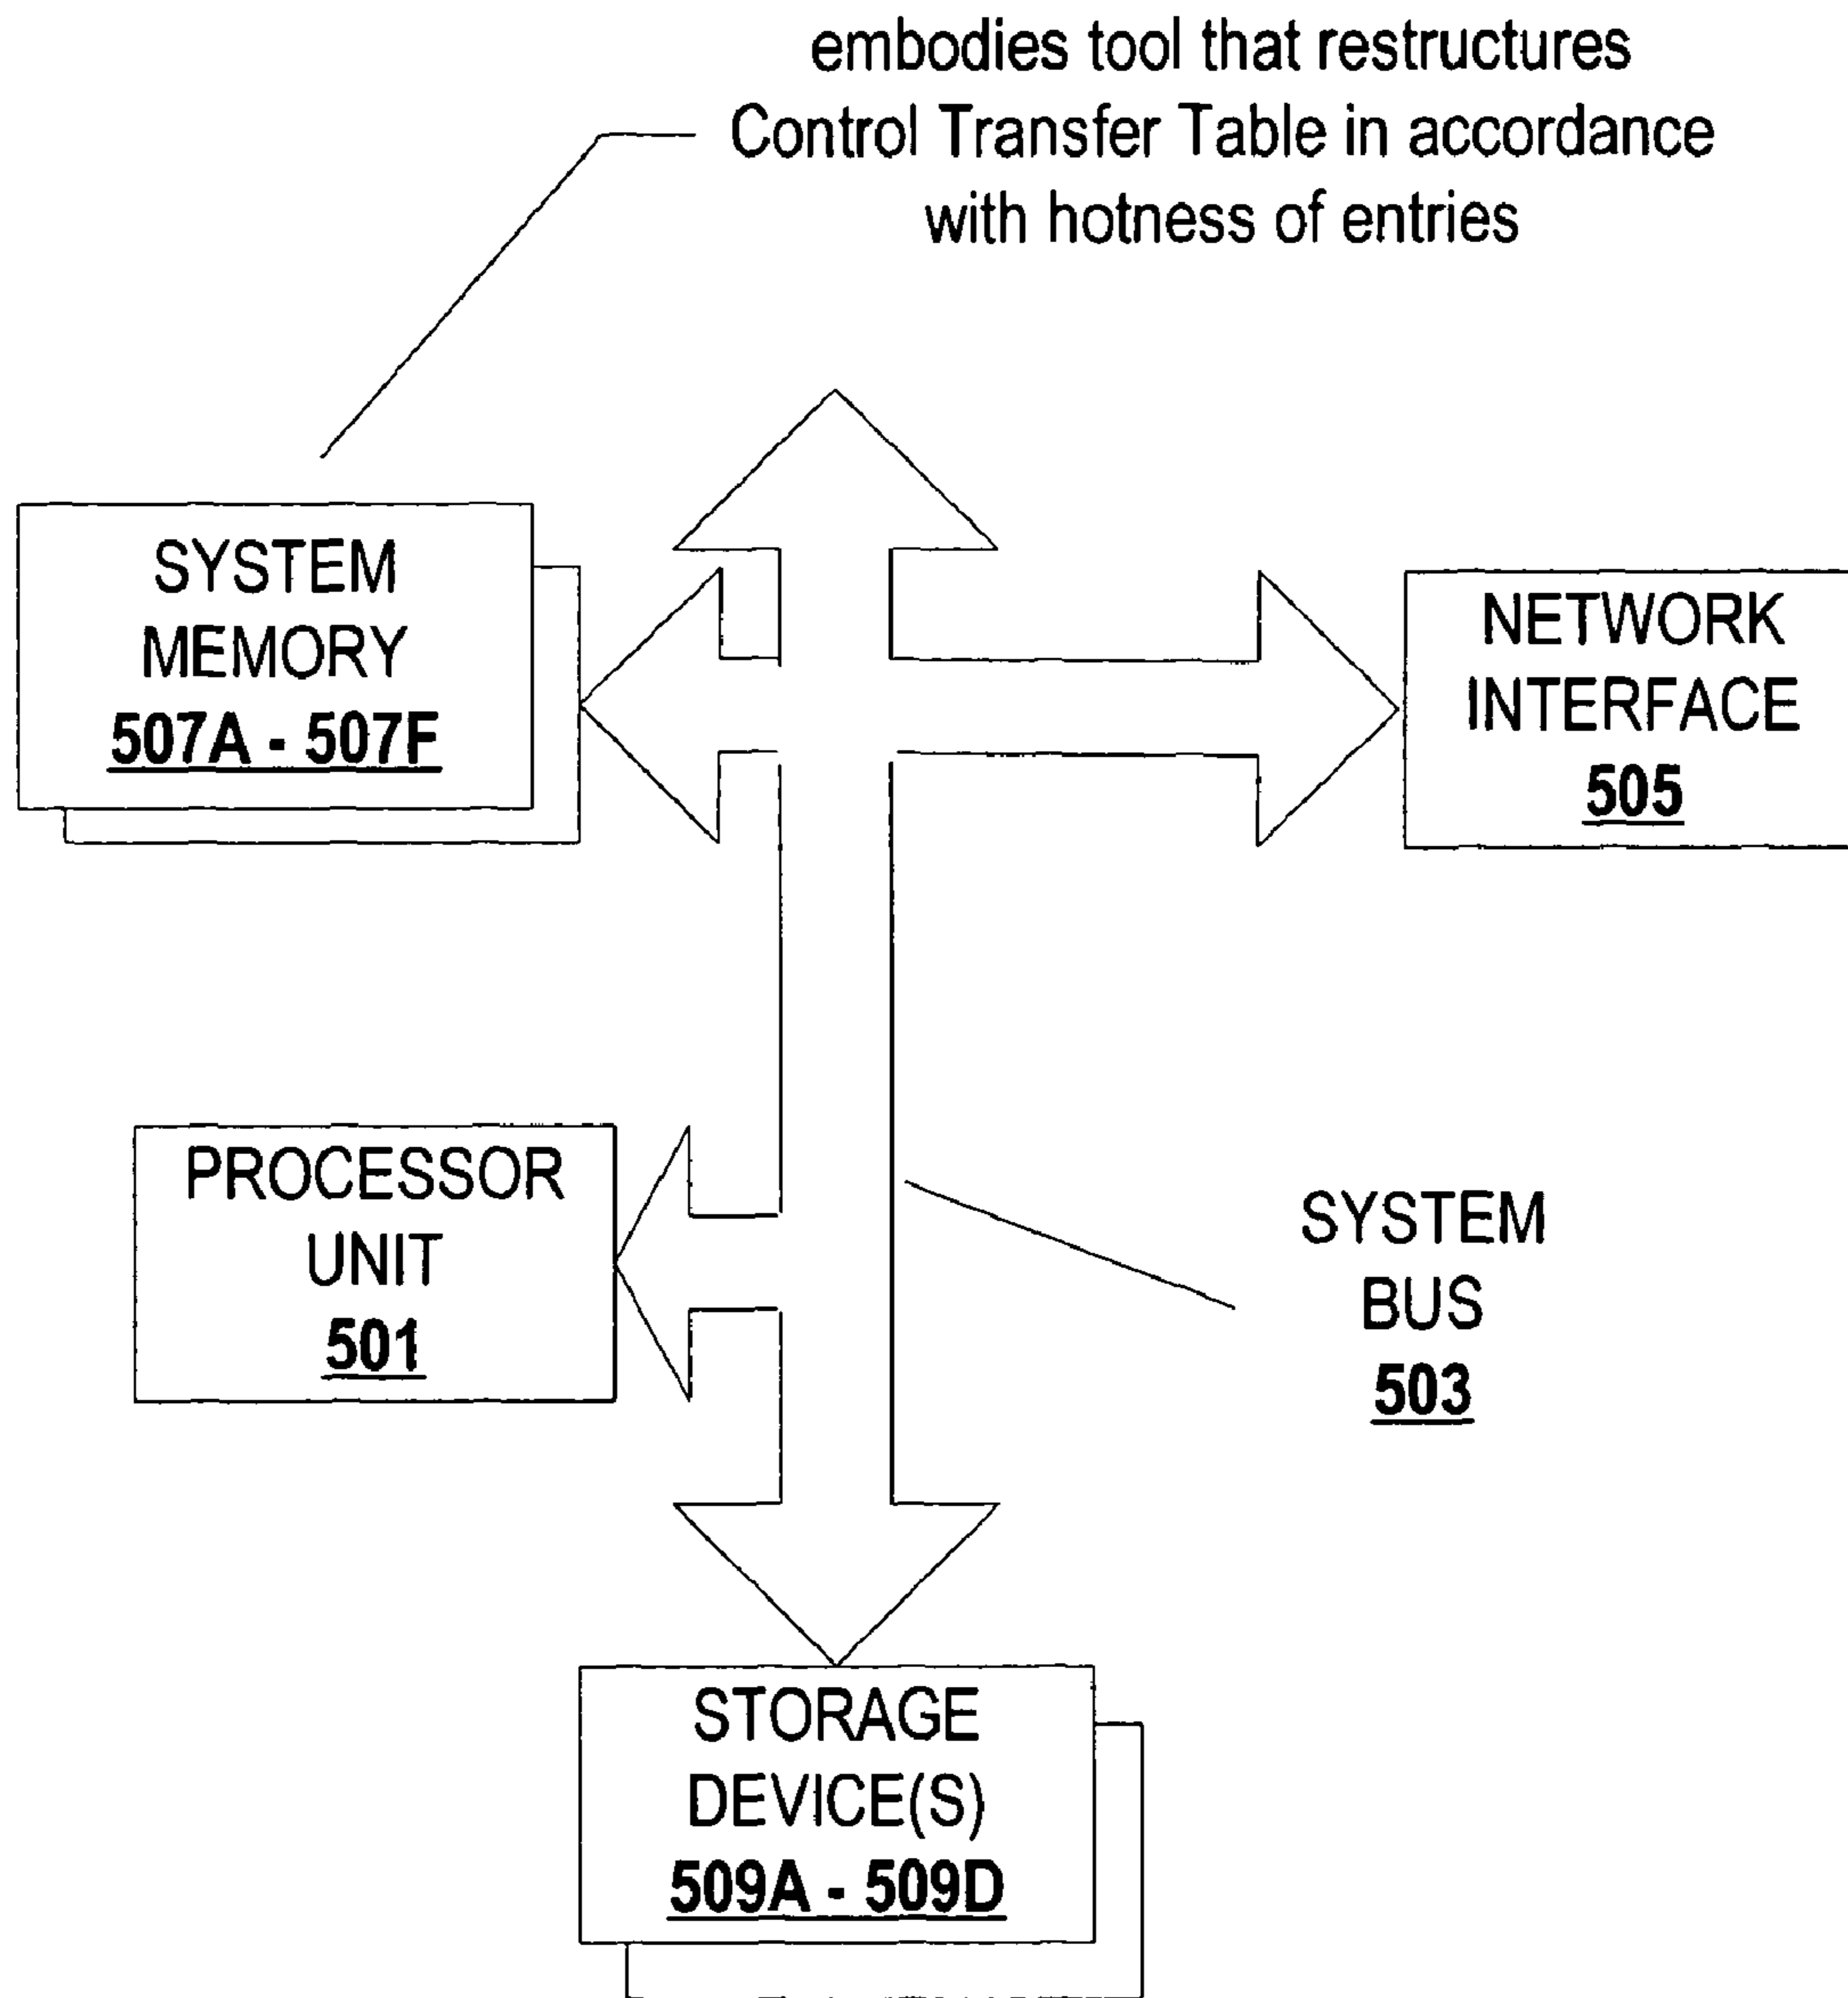 embodies tool that restructures
Control Transfer Table in accordance
with hotness of entries
SYSTEM
MEMORY
507A - 507F
NETWORK
INTERFACE
505
PROCESSOR
UNIT
501
SYSTEM
BUS
503
STORAGE
DEVICE(S)
509A - 509D